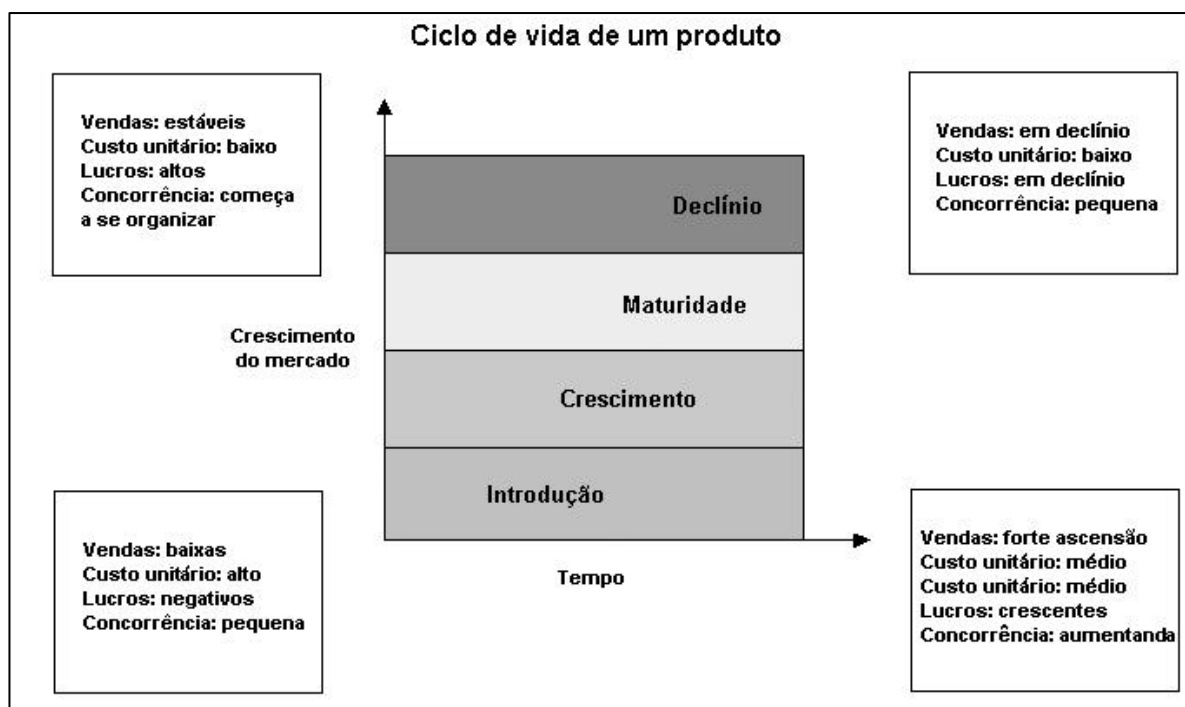 Ciclo de vida de um produto
Vendas: estáveis
Custo unitário: baixo
Lucros: altos
Concorrência: começa
a se organizar
Vendas: em declínio
Custo unitário: baixo
Lucros: em declínio
Concorrência: pequena
Declínio
Maturidade
Crescimento
do mercado
Crescimento
Introdução
Vendas: baixas
Custo unitário: alto
Lucros: negativos
Concorrência: pequena
Tempo
Vendas: forte ascensão
Custo unitário: médio
Custo unitário: médio
Lucros: crescentes
Concorrência: aumentanda